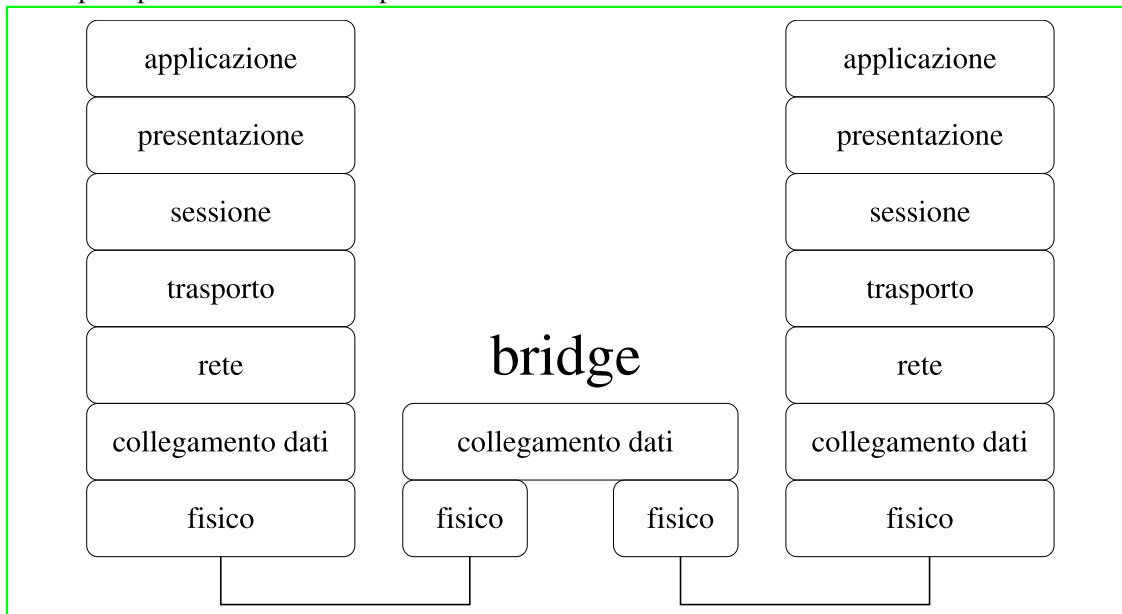 applicazione
applicazione
presentazione
presentazione
sessione
sessione
trasporto
trasporto
rete
bridge
rete
collegamento dati
collegamento dati
collegamento dati
fisico
fisico
fisico
fisico